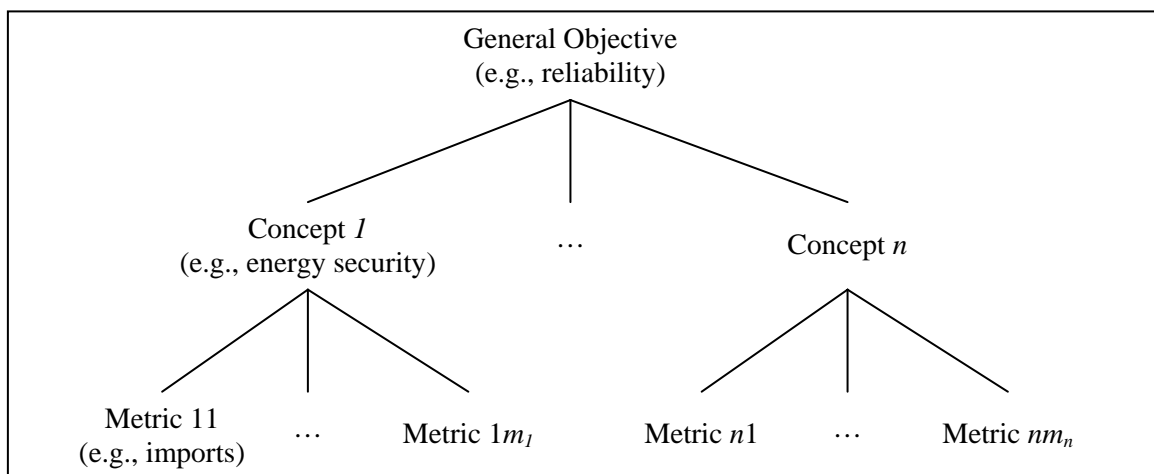 General Objective
(e.g., reliability)
Concept 1
(e.g., energy security)
…
Concept n
Metric 11
(e.g., imports)
…
Metric 1m₁
Metric n1
…
Metric nmₙ